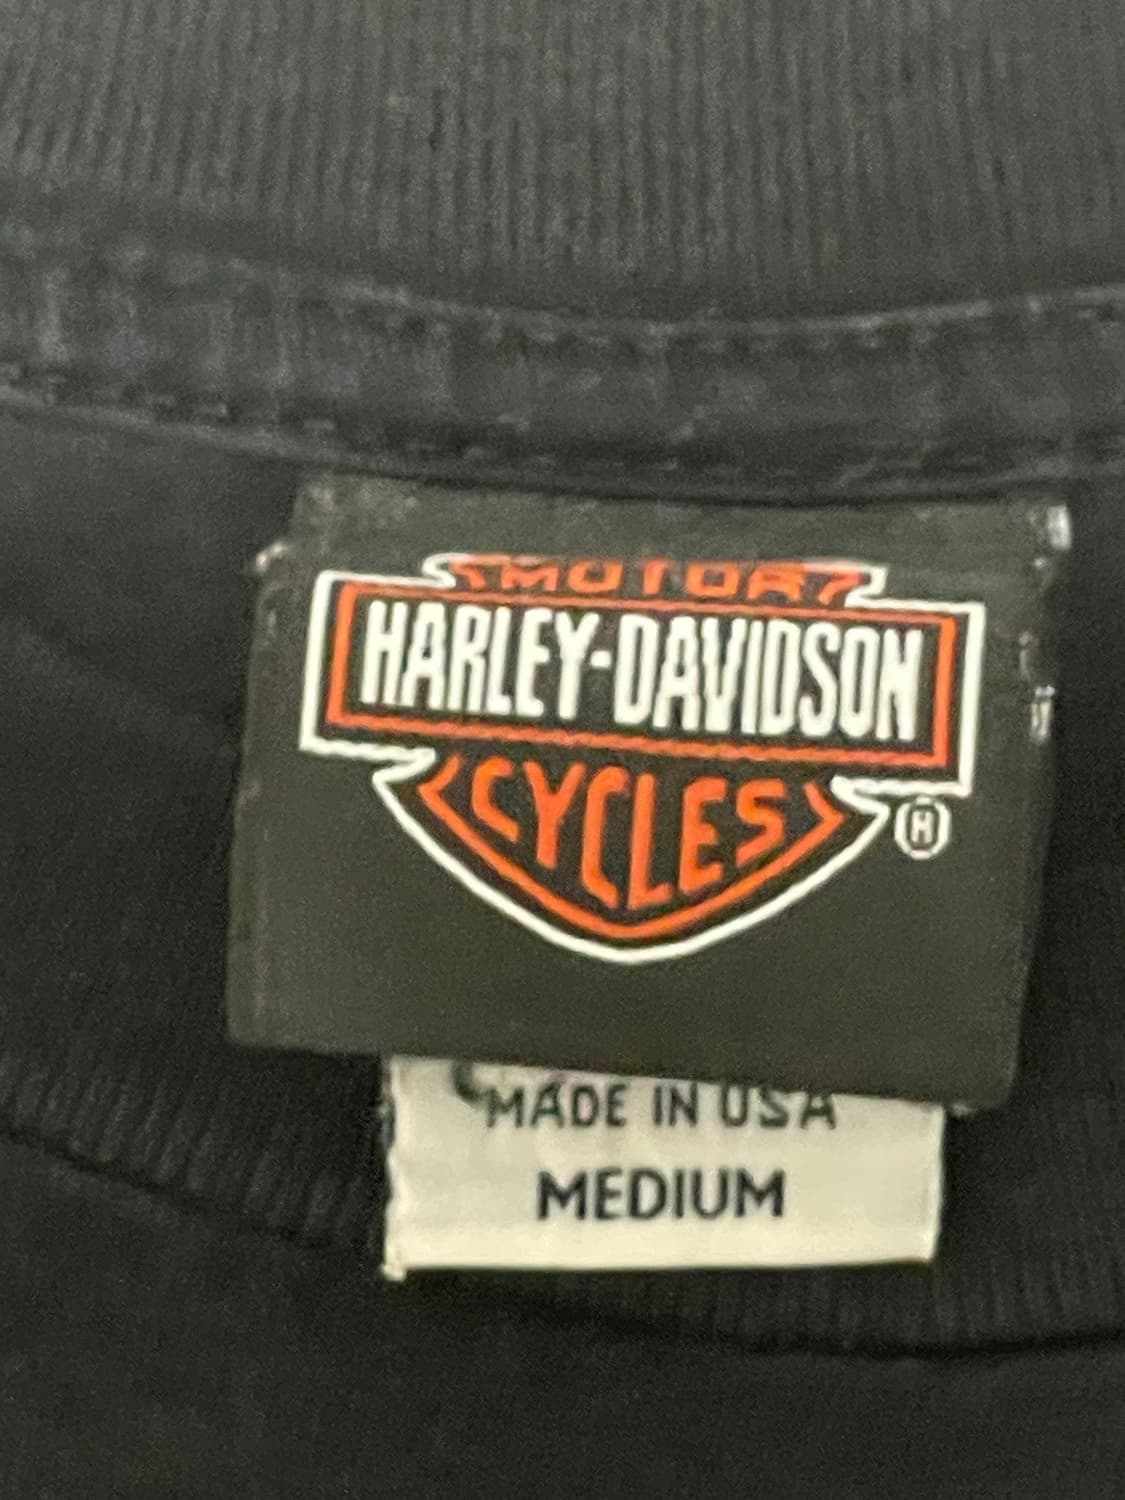 MOTOR
HARLEY-DAVIDSON
CYCLES
®
MADE IN USA
MEDIUM